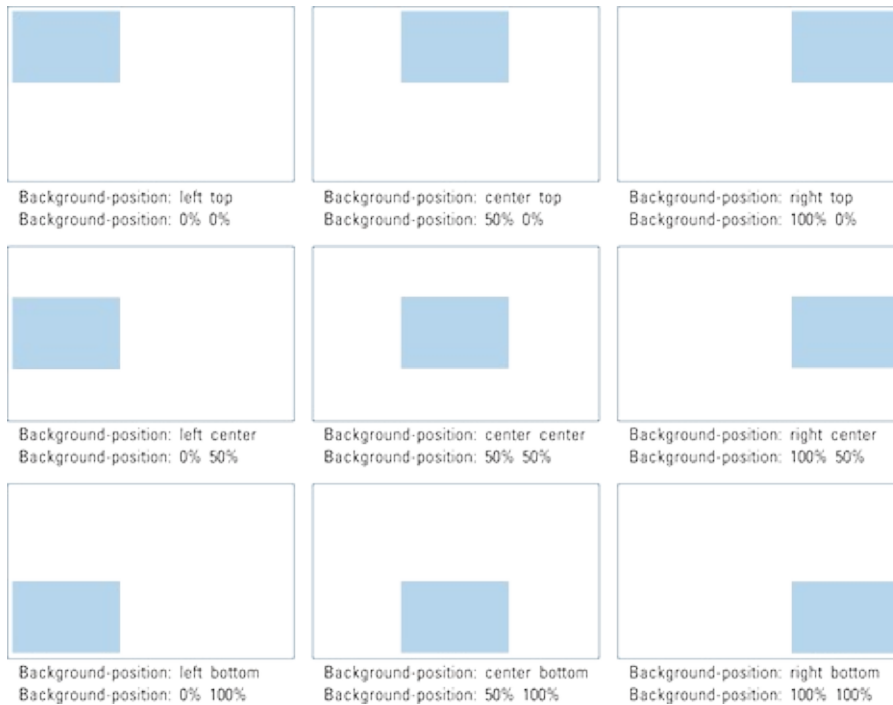 Background-position: left top
Background-position: 0% 0%
Background-position: center top
Background-position: 50% 0%
Background-position: right top
Background-position: 100% 0%
Background-position: left center
Background-position: 0% 50%
Background-position: center center
Background-position: 50% 50%
Background-position: right center
Background-position: 100% 50%
Background-position: left bottom
Background-position: 0% 100%
Background-position: center bottom
Background-position: 50% 100%
Background-position: right bottom
Background-position: 100% 100%